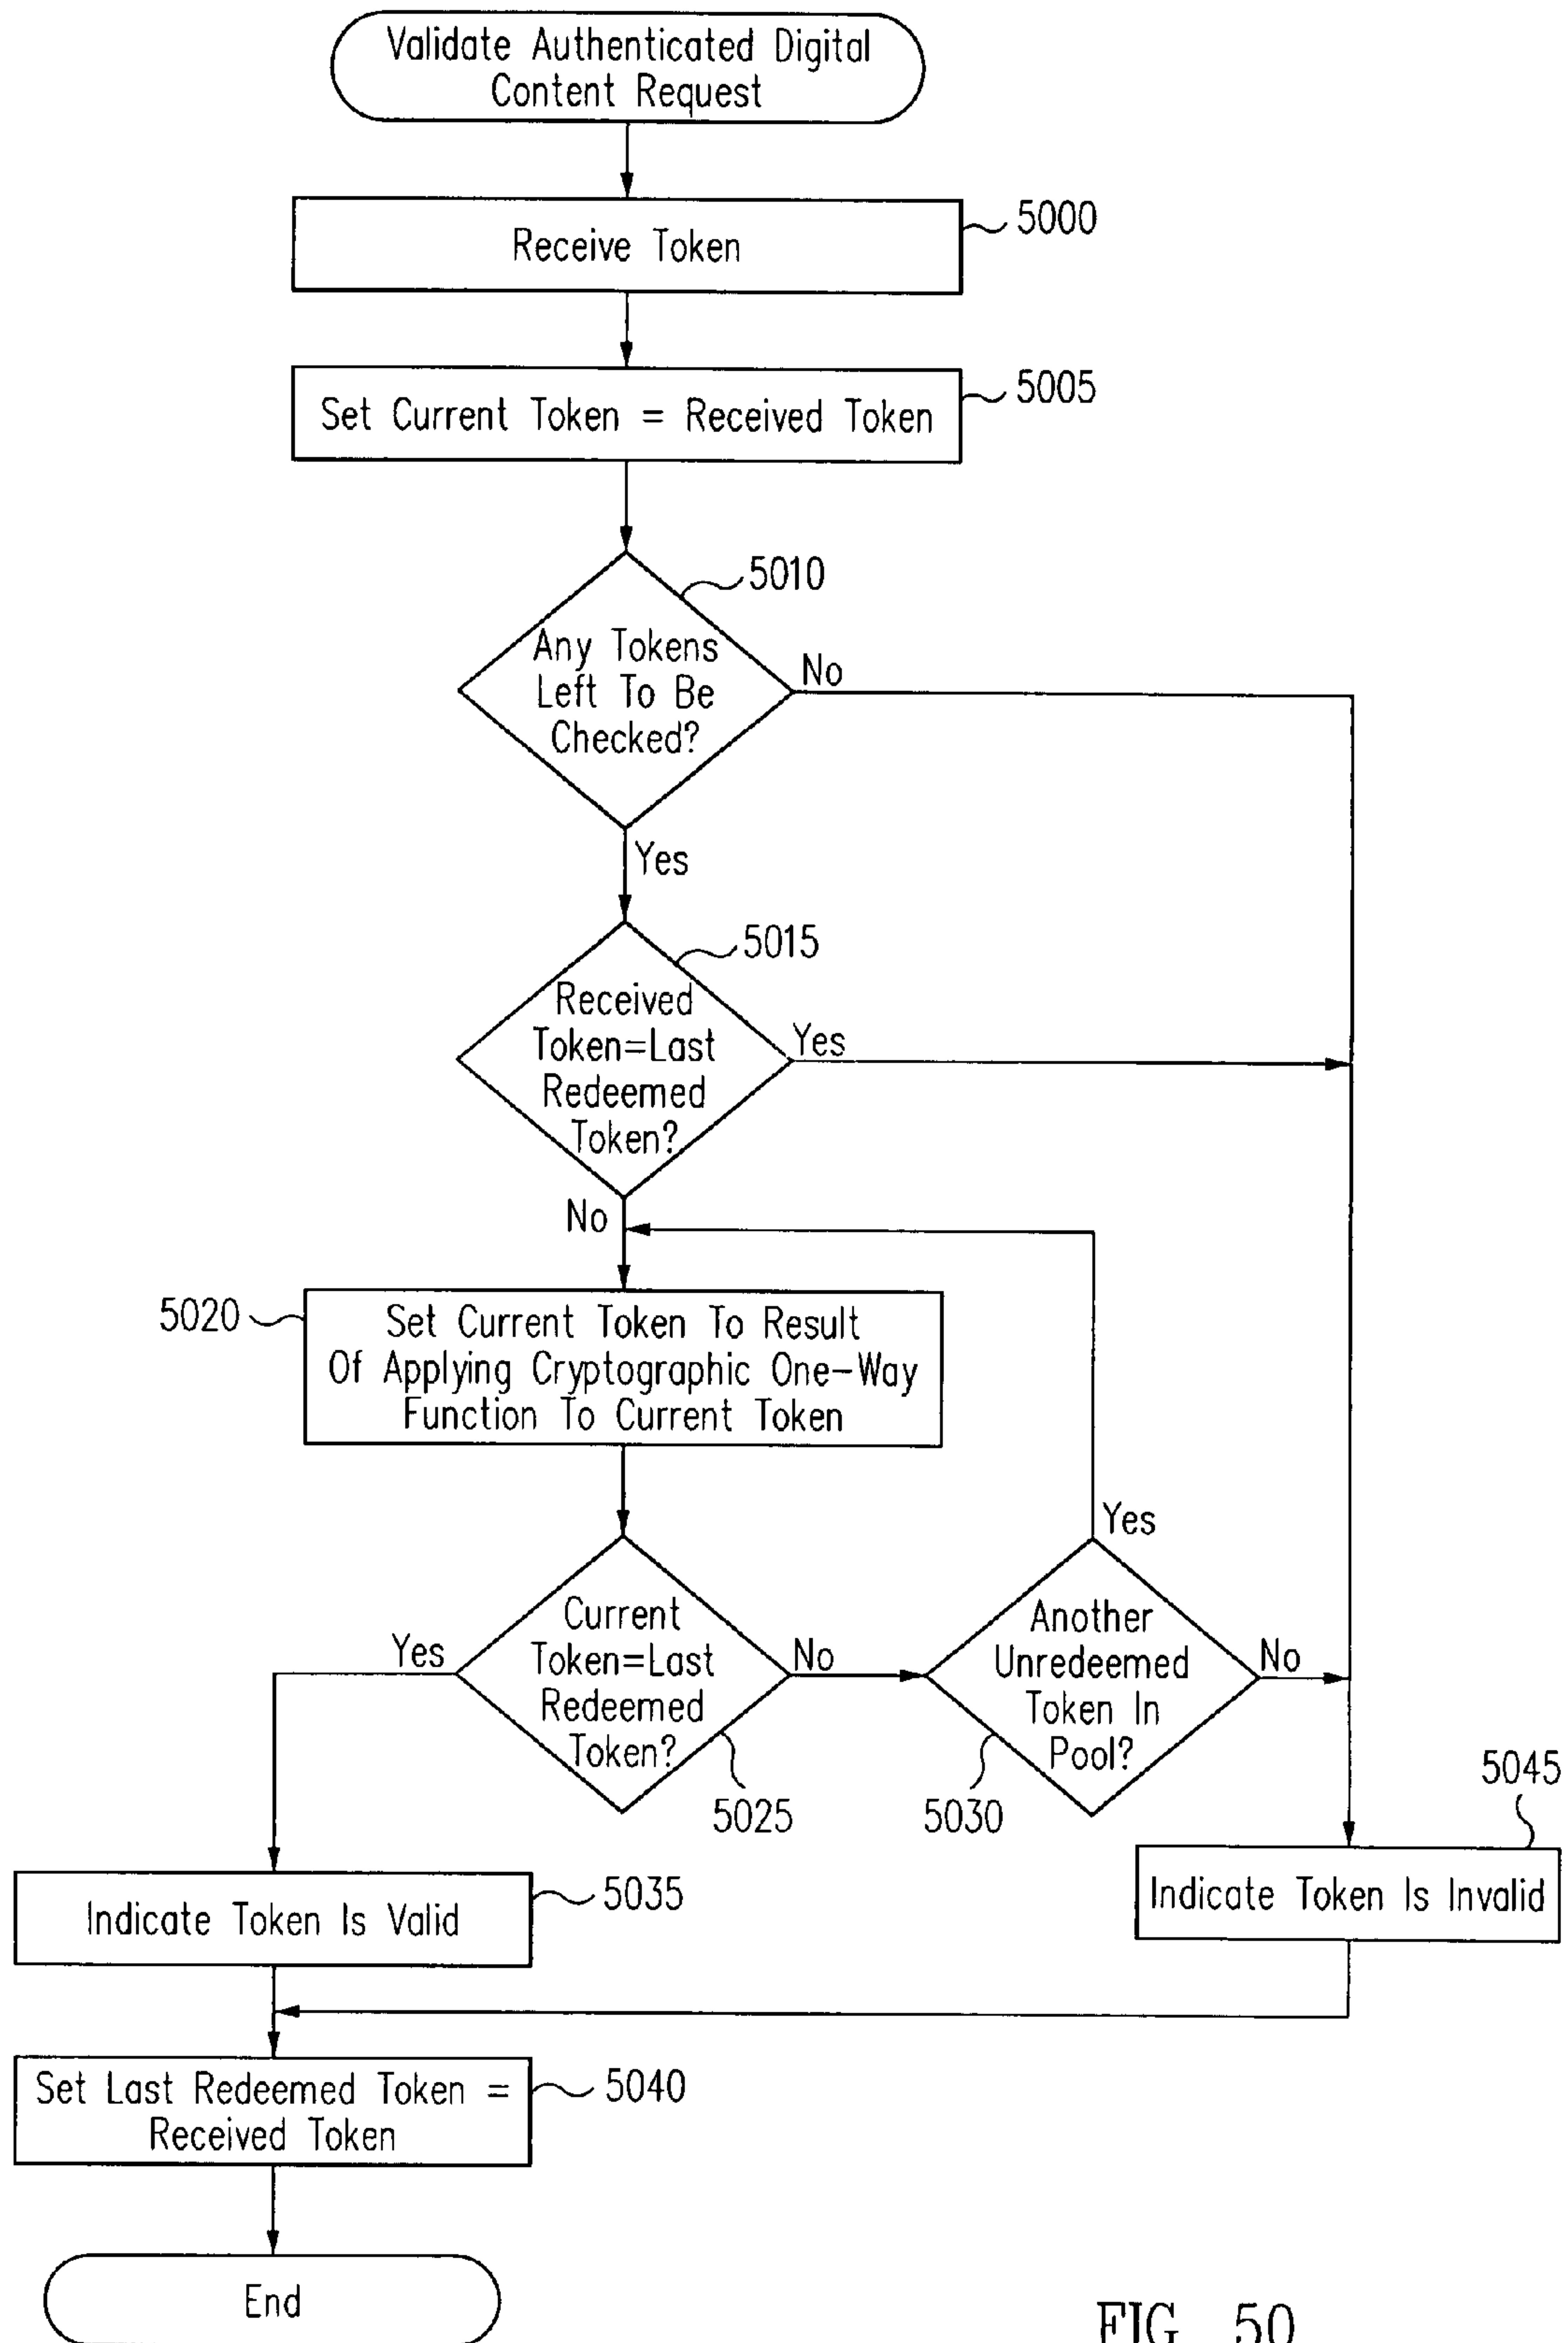 Validate Authenticated Digital
Content Request
Receive Token
5000
Set Current Token = Received Token
5005
5010
Any Tokens
Left To Be
Checked?
No
Yes
5015
Received
Token=Last
Redeemed
Token?
Yes
No
5020
Set Current Token To Result
Of Applying Cryptographic One-Way
Function To Current Token
Yes
Current
Token=Last
Redeemed
Token?
Yes
No
5025
Another
Unredeemed
Token In
Pool?
No
5030
5045
Indicate Token Is Valid
5035
Indicate Token Is Invalid
Set Last Redeemed Token =
Received Token
5040
End
FIG. 50